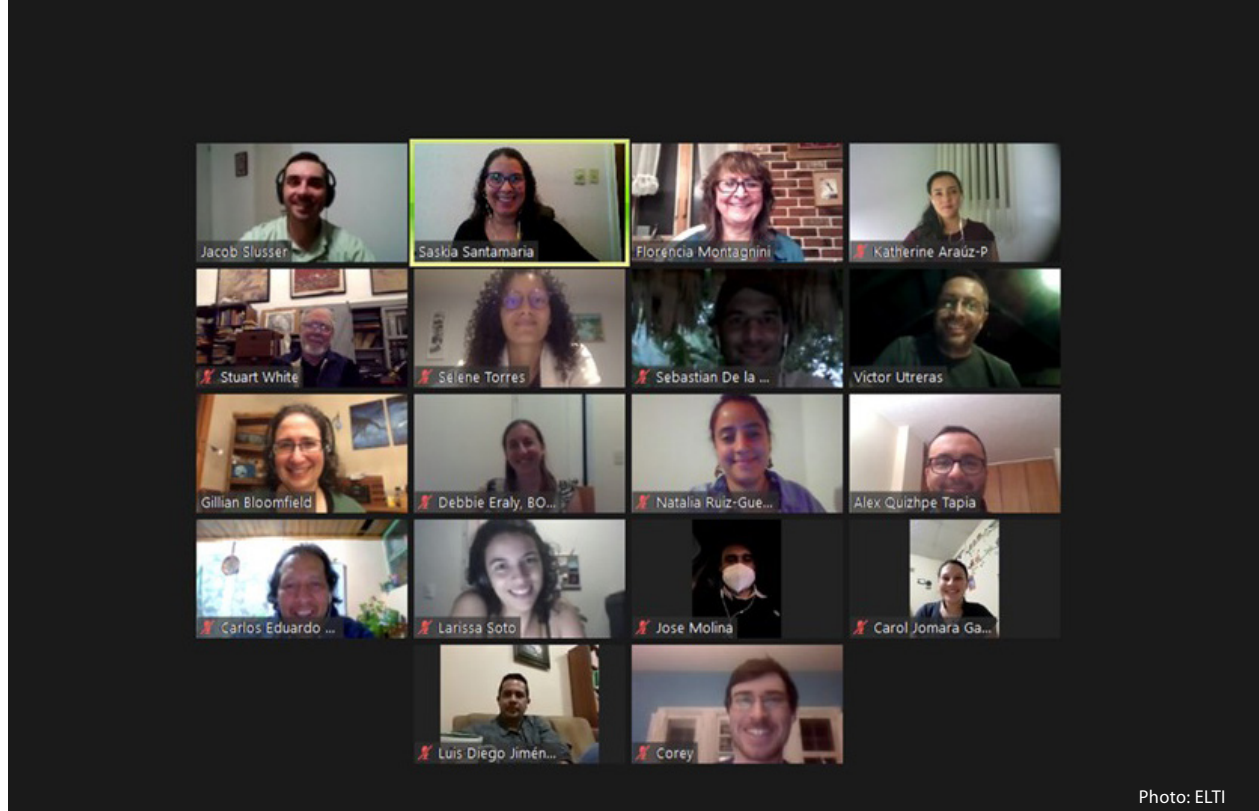 Jacob Slusser
Saskia Santamaria
Florencia Montagnini
Katherine Araúz-P
Stuart White
Selene Torres
Sebastian De la ...
Victor Utreras
Gillian Bloomfield
Debbie Eraly, BO...
Natalia Ruiz-Gue...
Alex Quizhpe Tapia
Carlos Eduardo ...
Larissa Soto
Jose Molina
Carol Jomara Ga...
Luis Diego Jimén...
Corey
Photo: ELTI